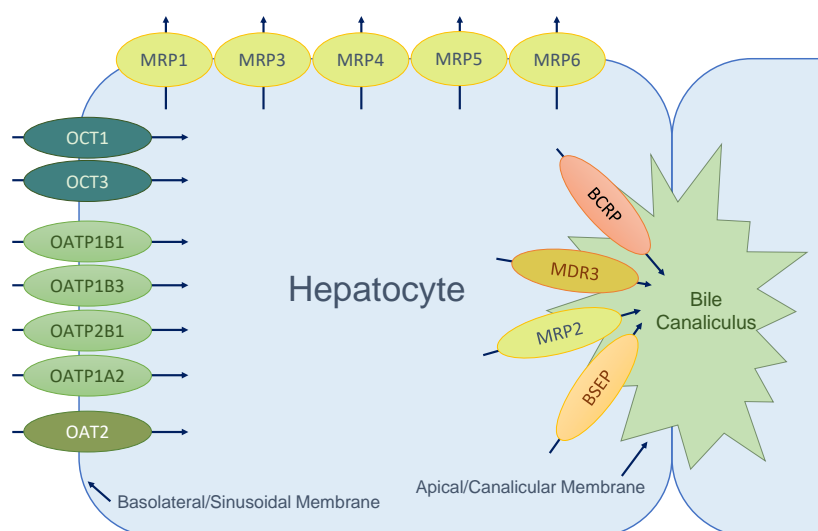 MRP1
MRP3
MRP4
MRP5
MRP6
OCT1
OCT3
OATP1B1
OATP1B3
OATP2B1
OATP1A2
OAT2
Hepatocyte
BCRP
MDR3
MRP2
BSEP
Bile
Canaliculus
Basolateral/Sinusoidal Membrane
Apical/Canalicular Membrane